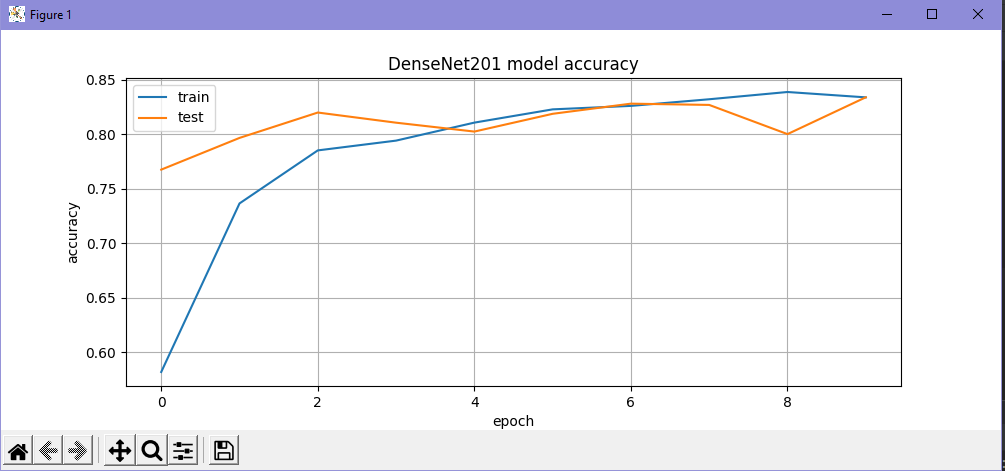 Figure 1
DenseNet201 model accuracy
train
test
accuracy
0.85
0.80
0.75
0.70
0.65
0.60
0 2 4 6 8
epoch